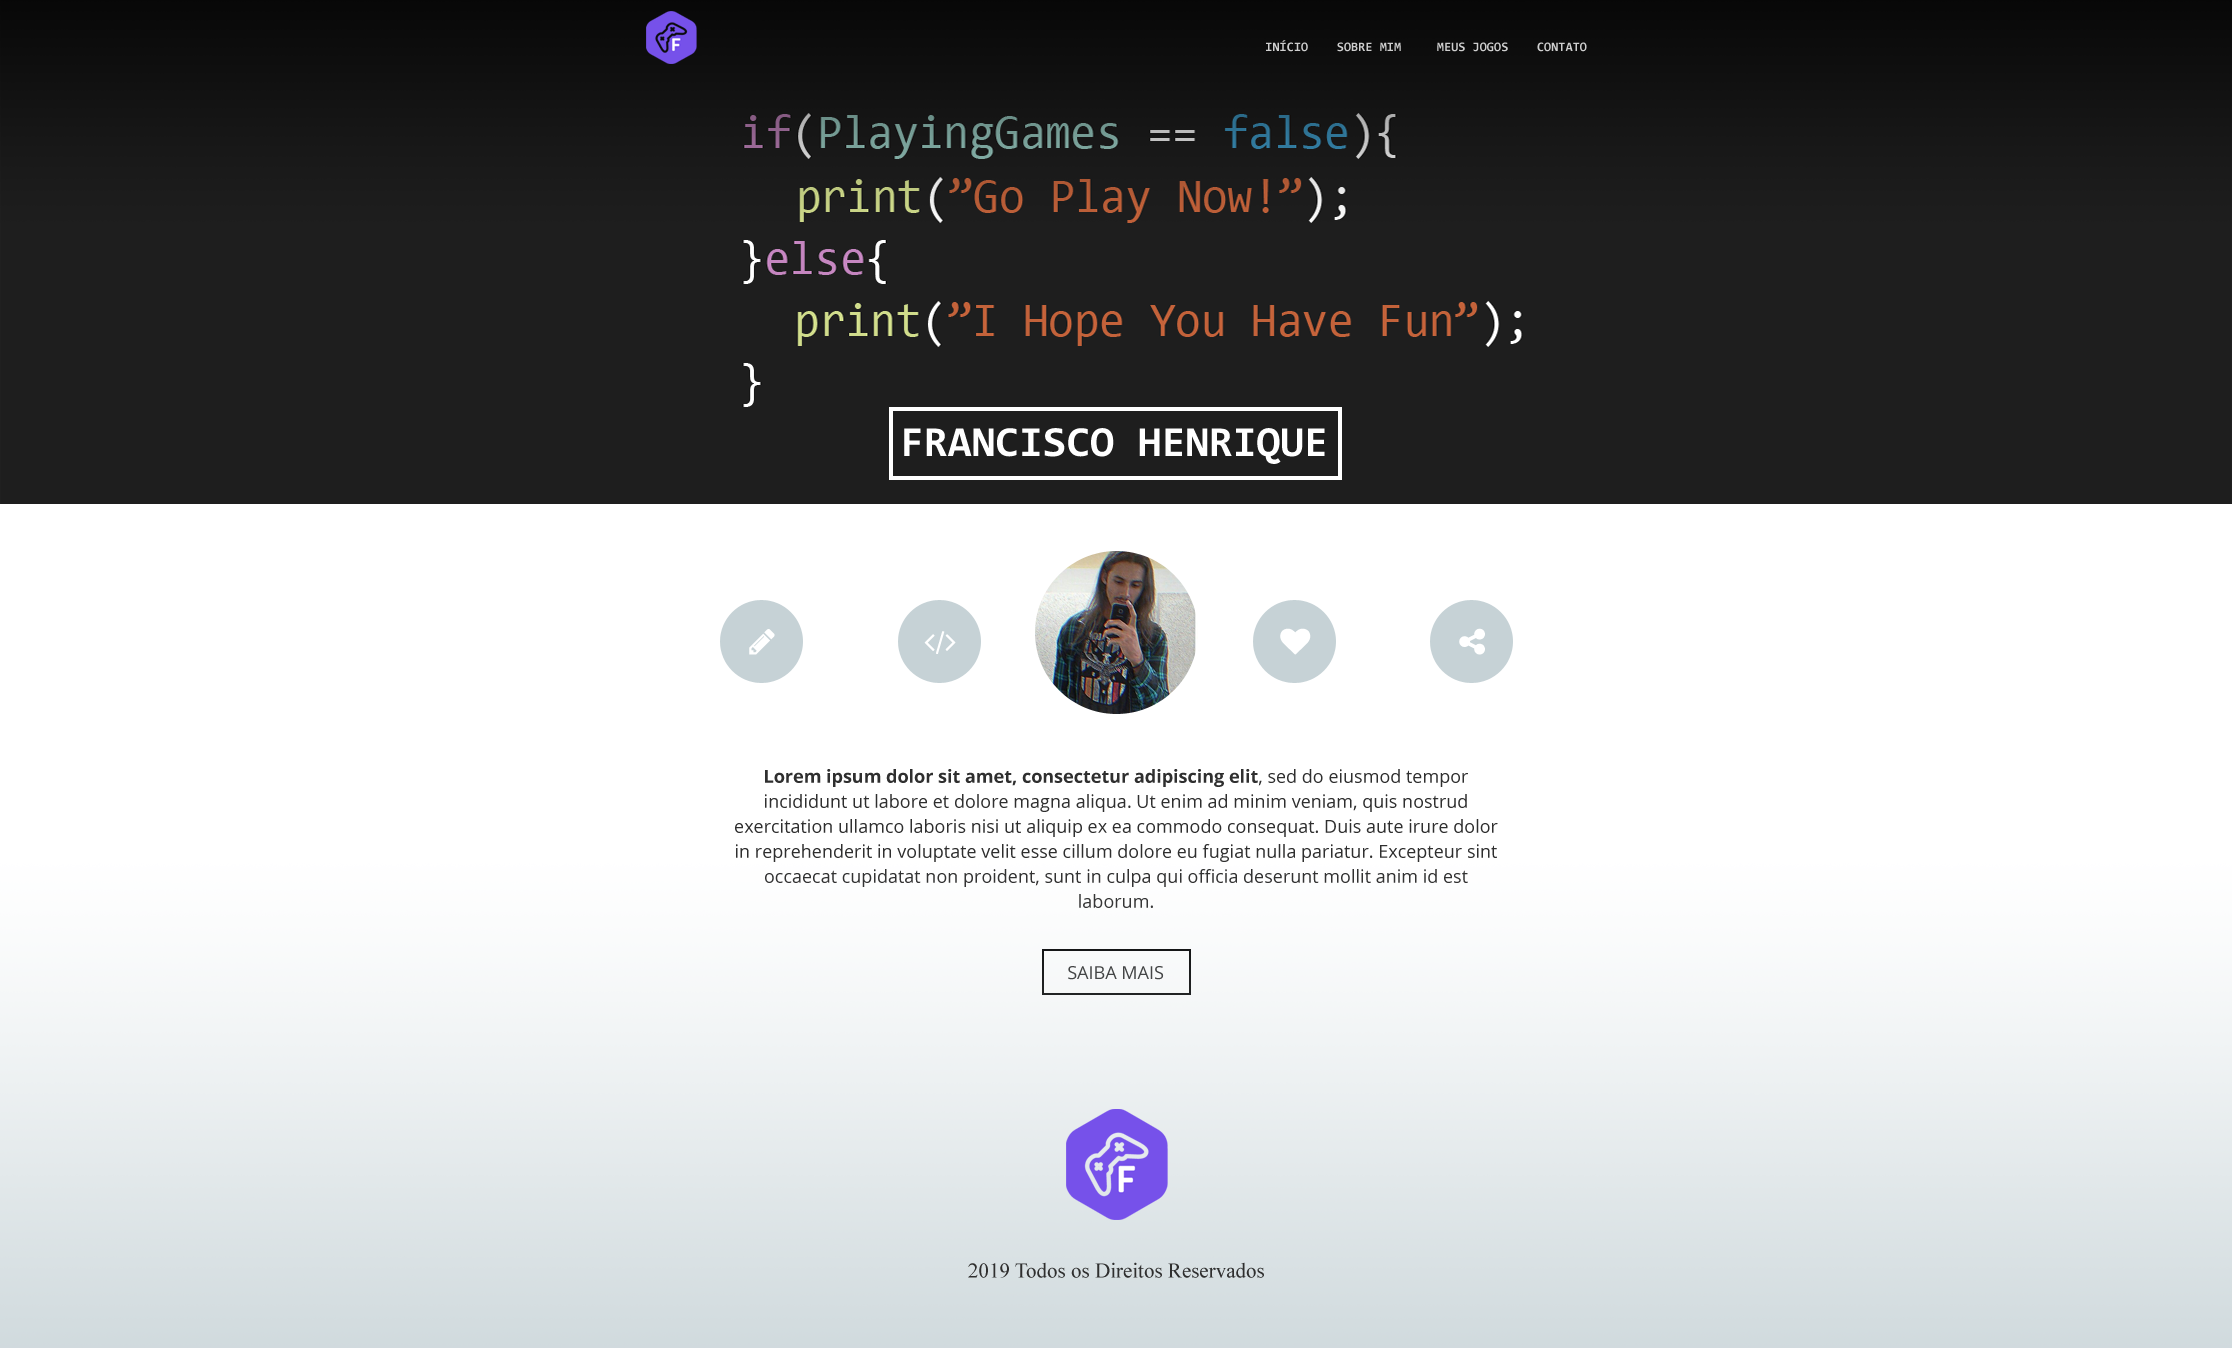 F
INÍCIO SOBRE MIM MEUS JOGOS CONTATO
if(PlayingGames == false){
print(”Go Play Now!”);
}else{
print(”I Hope You Have Fun”);
}
FRANCISCO HENRIQUE
</>
Lorem ipsum dolor sit amet, consectetur adipiscing elit, sed do eiusmod tempor
incididunt ut labore et dolore magna aliqua. Ut enim ad minim veniam, quis nostrud
exercitation ullamco laboris nisi ut aliquip ex ea commodo consequat. Duis aute irure dolor
in reprehenderit in voluptate velit esse cillum dolore eu fugiat nulla pariatur. Excepteur sint
occaecat cupidatat non proident, sunt in culpa qui officia deserunt mollit anim id est
laborum.
SAIBA MAIS
F
2019 Todos os Direitos Reservados